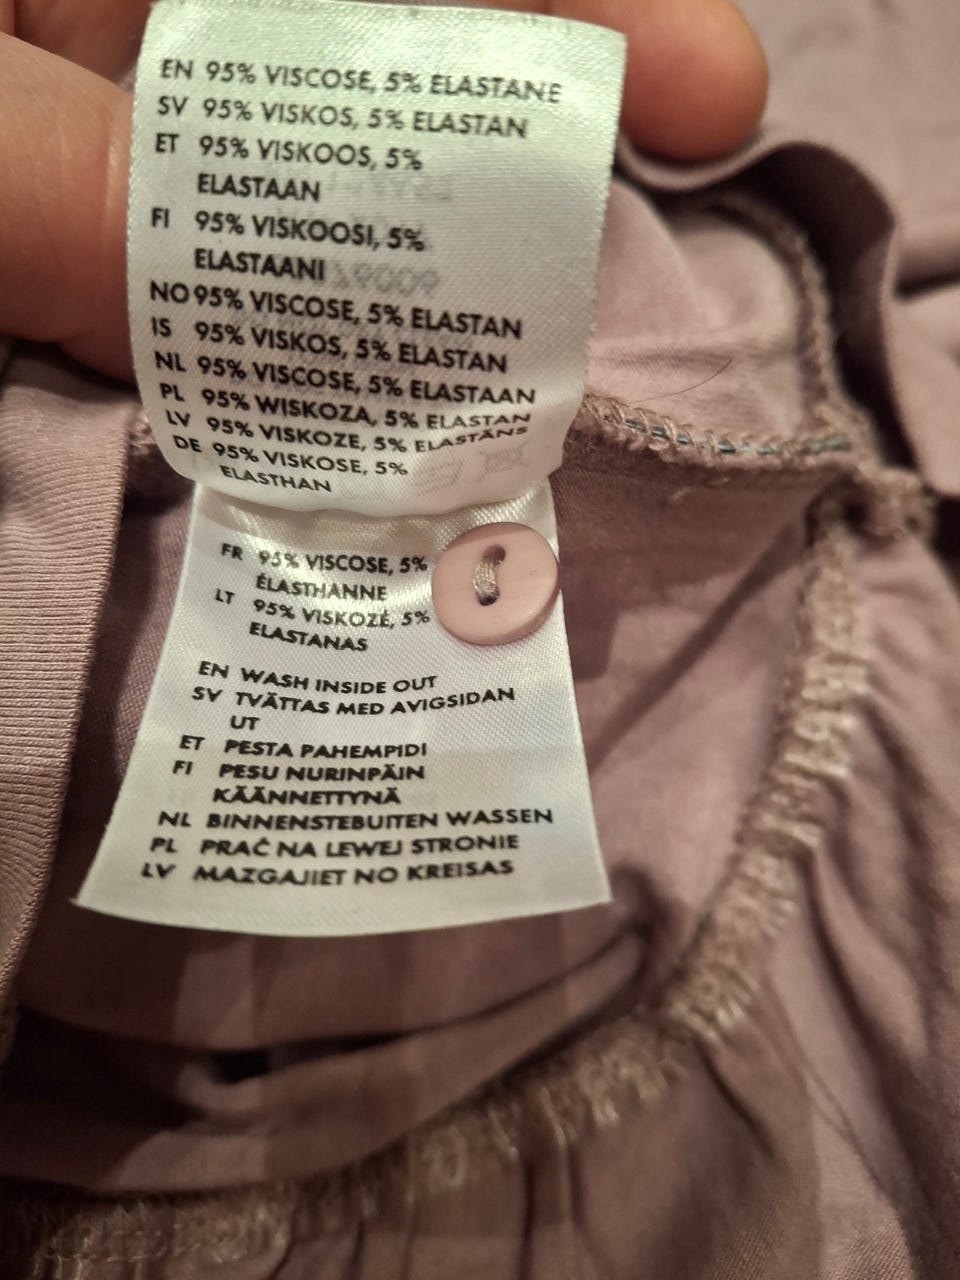 EN 95% VISCOSE, 5% ELASTANE
SV 95% VISKOS, 5% ELASTAN
ET 95% VISKOOS, 5%
ELASTAAN
FI 95% VISKOOSI, 5%
ELASTAANI
NO 95% VISCOSE, 5% ELASTAN
IS 95% VISKOS, 5% ELASTAN
NL 95% VISCOSE, 5% ELASTAAN
PL 95% WISKOZA, 5% ELASTAN
LV 95% VISKOZE, 5% ELASTĀNS
DE 95% VISKOSE, 5%
ELASTHAN
FR 95% VISCOSE, 5%
ÉLASTHANNE
LT 95% VISKOZĖ, 5%
ELASTANAS
EN WASH INSIDE OUT
SV TVÄTTAS MED AVIGSIDAN
UT
ET PESTA PAHEMPIDI
FI PESU NURINPÄIN
KÄÄNNETTYNÄ
NL BINNENSTEBUITEN WASSEN
PL PRAĆ NA LEWEJ STRONIE
LV MAZGAJIET NO KREISAS